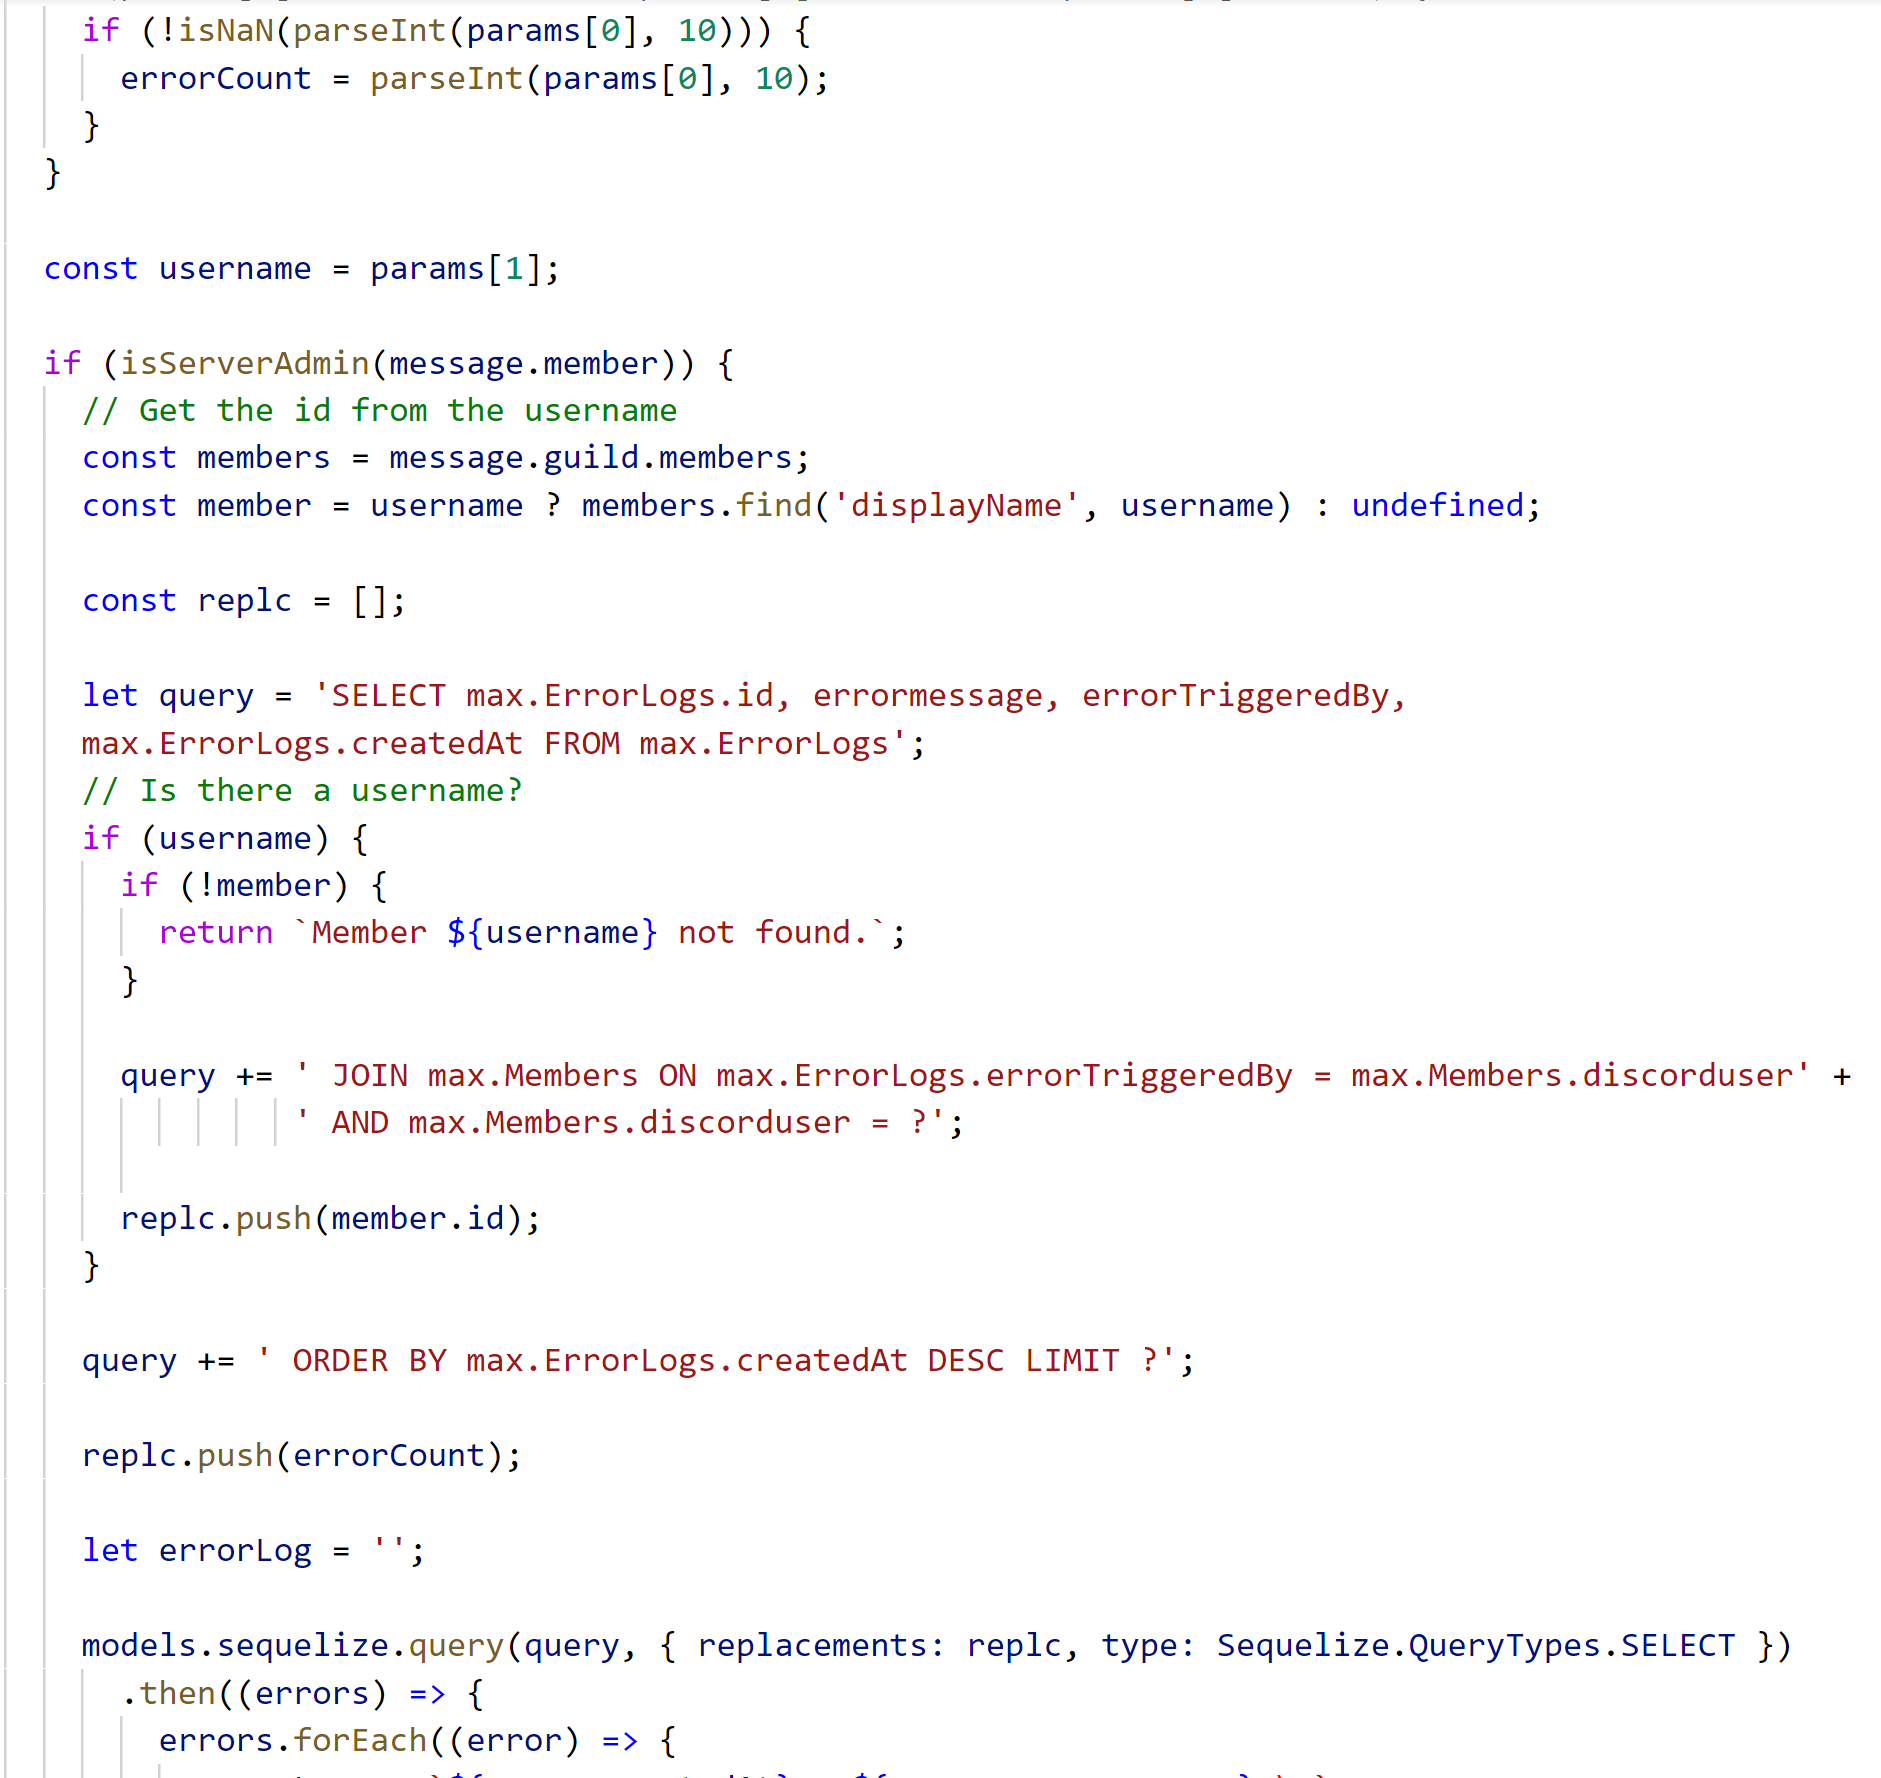 if (!isNaN(parseInt(params[0], 10))) {
errorCount = parseInt(params[0], 10);
}
}
const username = params[1];
if (isServerAdmin(message.member)) {
// Get the id from the username
const members = message.guild.members;
const member = username ? members.find('displayName', username) : undefined;
const replc = [];
let query = 'SELECT max.ErrorLogs.id, errormessage, errorTriggeredBy,
max.ErrorLogs.createdAt FROM max.ErrorLogs';
// Is there a username?
if (username) {
if (!member) {
return `Member ${username} not found.`;
}
query += ' JOIN max.Members ON max.ErrorLogs.errorTriggeredBy = max.Members.discorduser' +
' AND max.Members.discorduser = ?';
replc.push(member.id);
}
query += ' ORDER BY max.ErrorLogs.createdAt DESC LIMIT ?';
replc.push(errorCount);
let errorLog = '';
models.sequelize.query(query, { replacements: replc, type: Sequelize.QueryTypes.SELECT })
.then((errors) => {
errors.forEach((error) => {